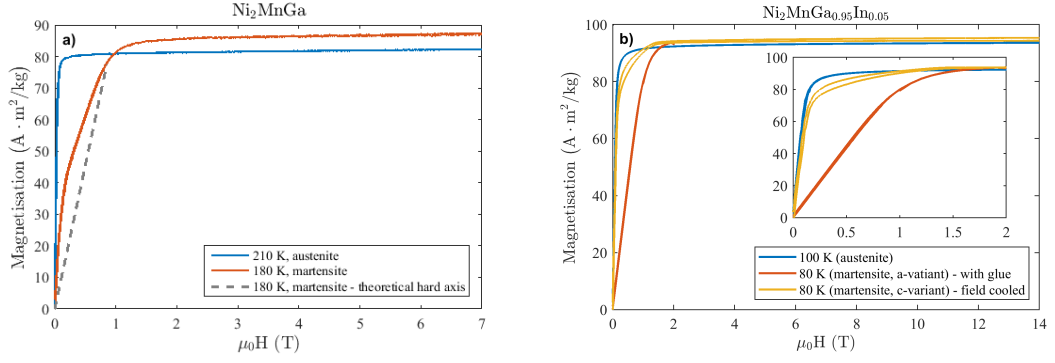 Ni₂MnGa
a)
90
80
70
60
50
40
30
20
10
0
Magnetisation (A · m²/kg)
0 1 2 3 4 5 6 7
μ₀H (T)
210 K, austenite
180 K, martensite
180 K, martensite - theoretical hard axis
Ni₂MnGa₀.₉₅In₀.₀₅
b)
100
80
60
40
20
0
Magnetisation (A · m²/kg)
0 2 4 6 8 10 12 14
μ₀H (T)
100
80
60
40
20
0
0 0.5 1 1.5 2
100 K (austenite)
80 K (martensite, a-vatiant) - with glue
80 K (martensite, c-variant) - field cooled